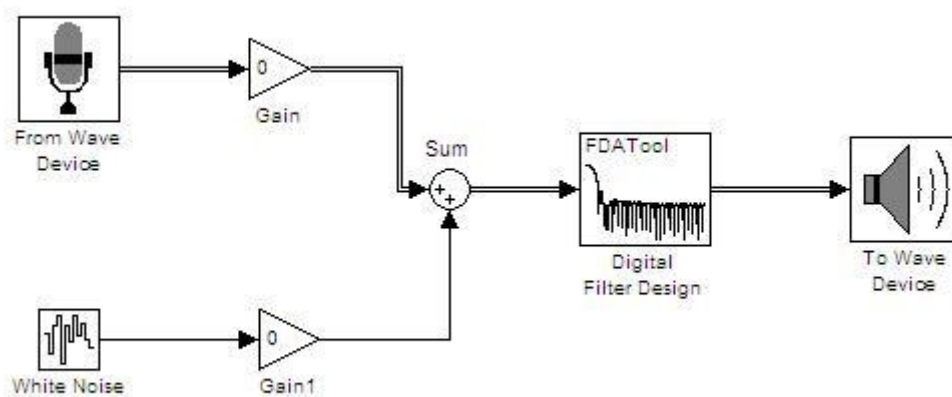 From Wave
Device
0
Gain
Sum
+
+
FDATool
Digital
Filter Design
To Wave
Device
White Noise
0
Gain1